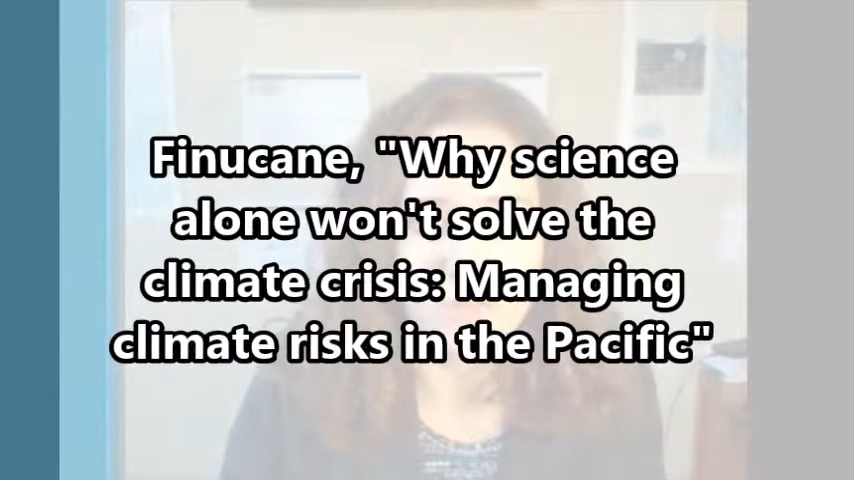 Finucane, "Why science
alone won't solve the
climate crisis: Managing
climate risks in the Pacific"